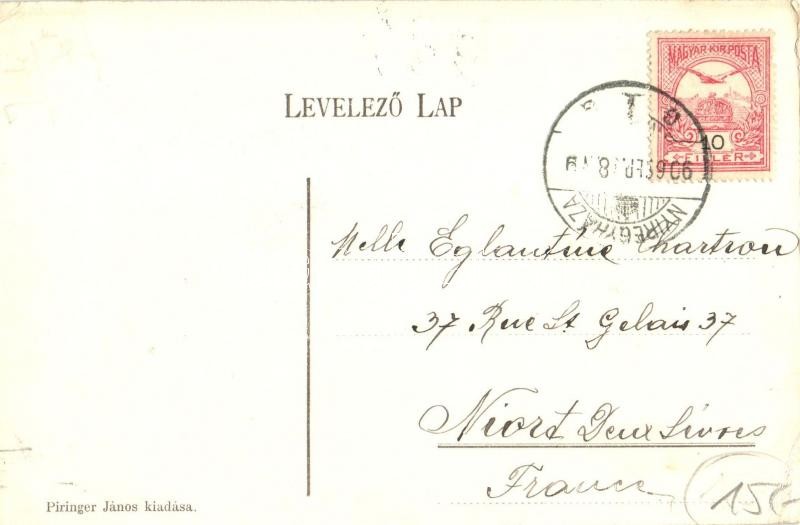 LEVELEZŐ LAP
MAGYAR KIR. POSTA
10
FILLÉR
NYIREGYHÁZA
Melle Eglantine Chartron
37 Rue St Gelais 37
Niort Deux Sèvres
France
15-
Piringer János kiadása.